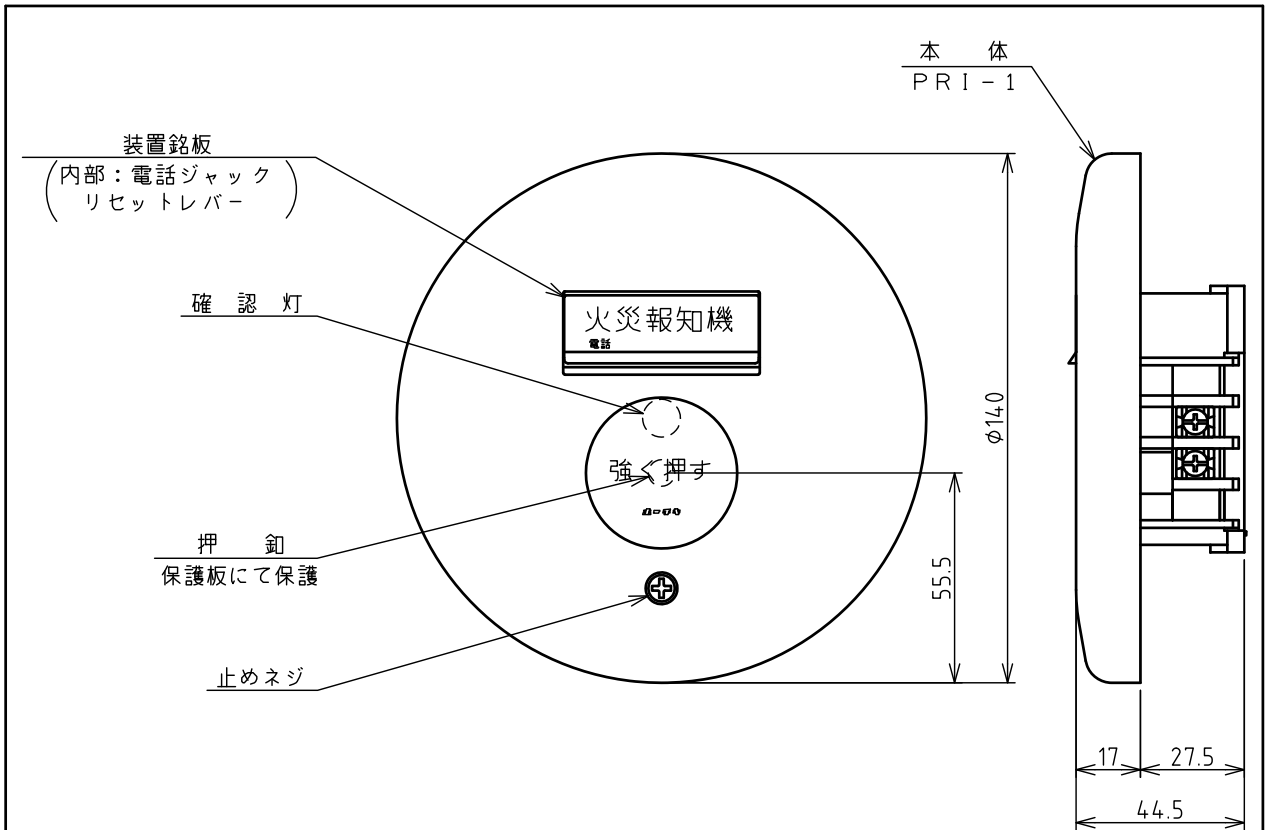 本 体
PRI-1
装置銘板
(内部：電話ジャック
リセットレバー)
確 認 灯
火災報知機
電話
強く押す
押 釦
保護板にて保護
止めネジ
φ140
55.5
17
27.5
44.5